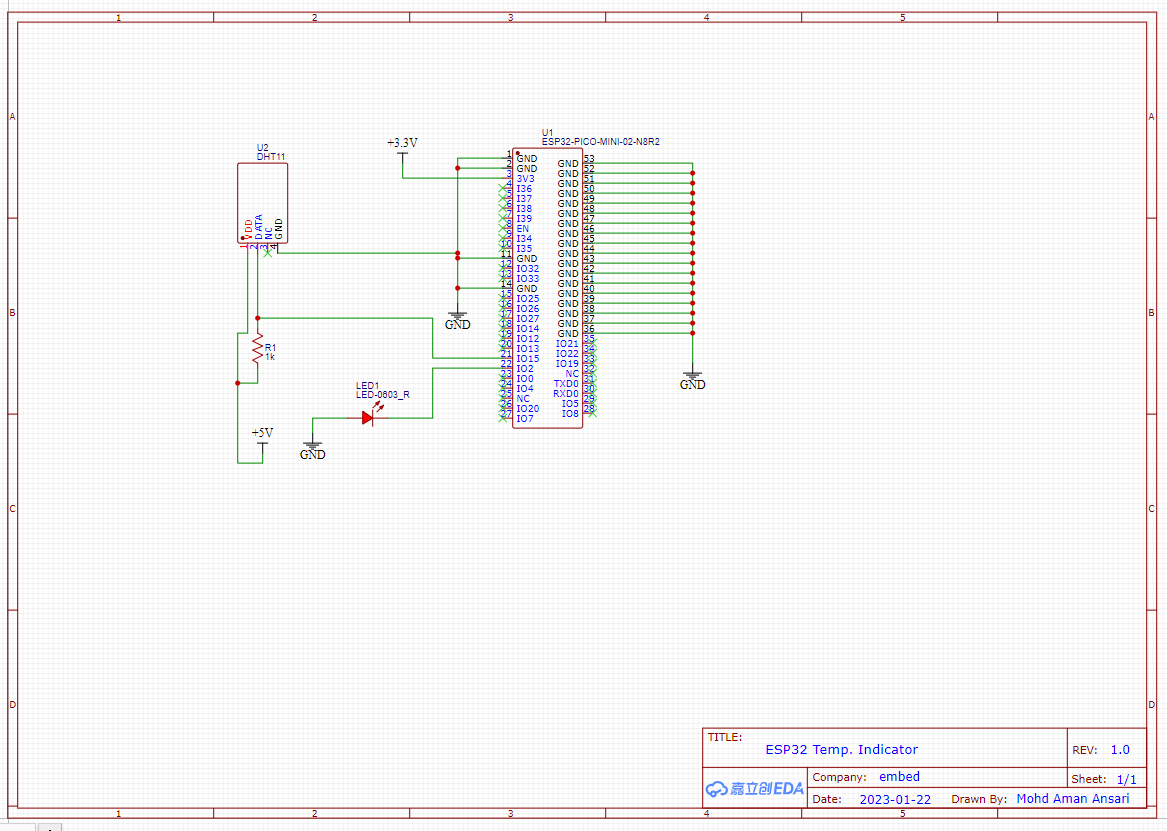 1 2 3 4 5
A
A
U1
ESP32-PICO-MINI-02-N8R2
+3.3V
U2
DHT11
VDD
DATA
NC
GND
1
2
3
4
1 GND
2 GND
3 3V3
4 I36
5 I37
6 I38
7 I39
8 EN
9 I34
10 I35
11 GND
12 IO32
13 IO33
14 GND
15 IO25
16 IO26
17 IO27
18 IO14
19 IO12
20 IO13
21 IO15
22 IO2
23 IO0
24 IO4
25 NC
26 IO20
27 IO7
GND 53
GND 52
GND 51
GND 50
GND 49
GND 48
GND 47
GND 46
GND 45
GND 44
GND 43
GND 42
GND 41
GND 40
GND 39
GND 38
GND 37
GND 36
IO21 35
IO22 34
IO19 33
NC 32
TXD0 31
RXD0 30
IO5 29
IO8 28
B
B
GND
R1
1k
GND
LED1
LED-0603_R
+5V
GND
C
C
D
D
TITLE:
ESP32 Temp. Indicator
REV: 1.0
嘉立创EDA
Company: embed
Sheet: 1/1
Date: 2023-01-22
Drawn By: Mohd Aman Ansari
1 2 3 4 5